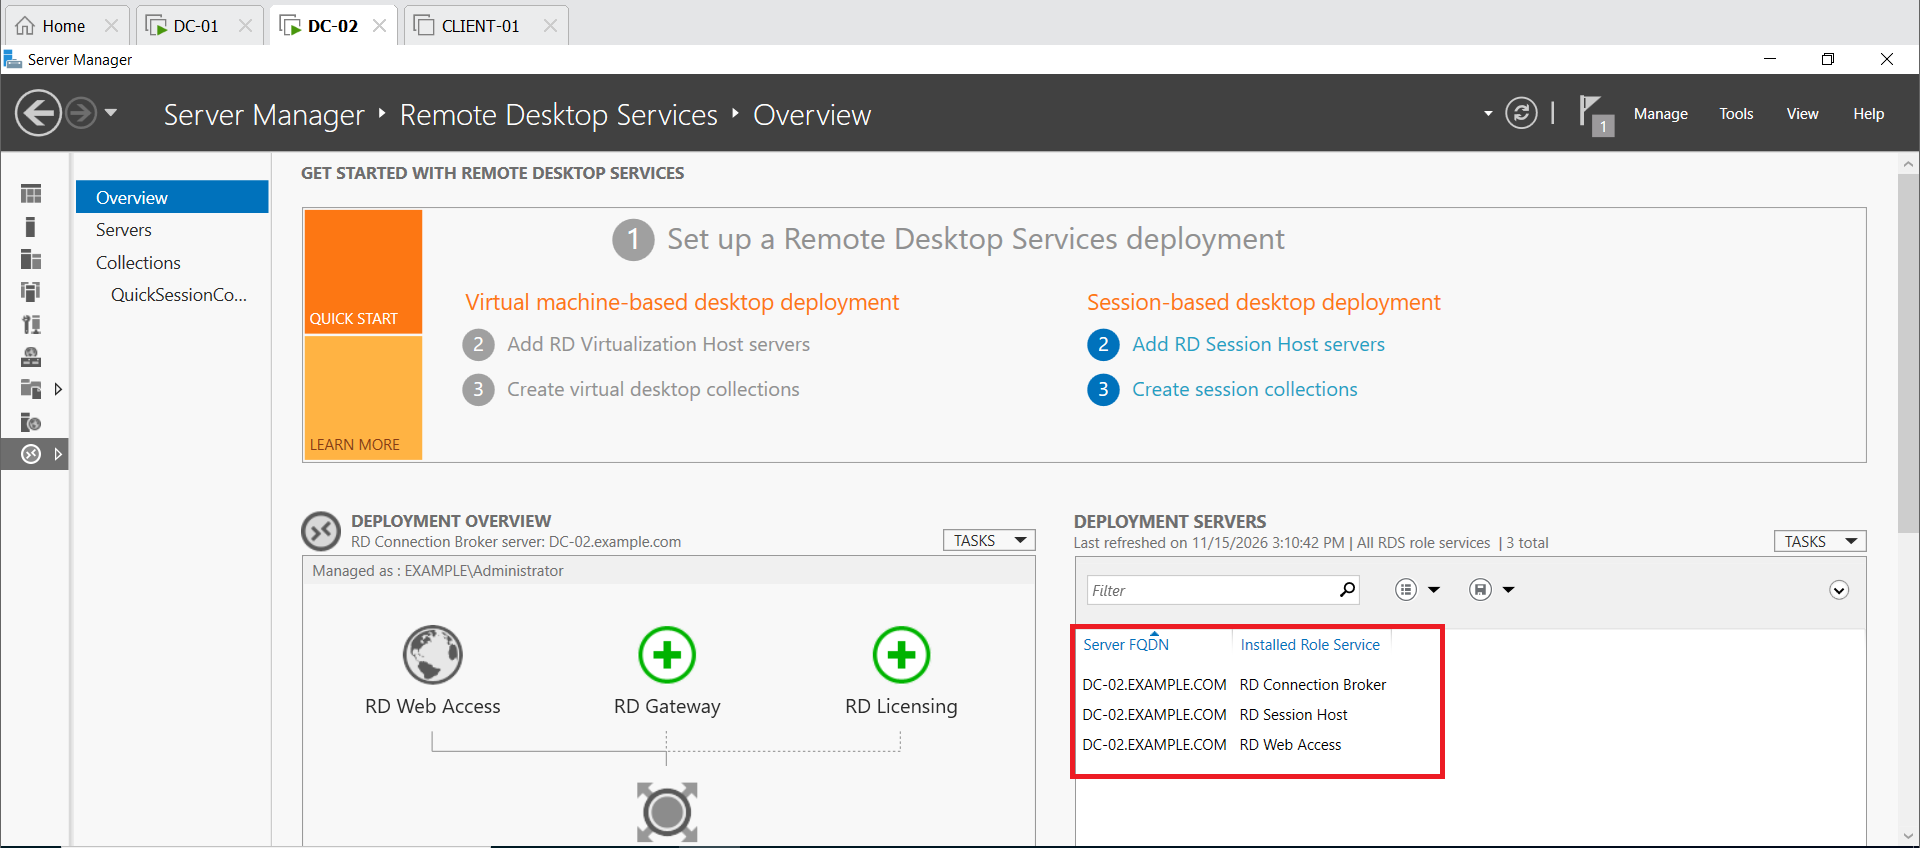 Home
DC-01
DC-02
CLIENT-01
Server Manager
Server Manager ‣ Remote Desktop Services ‣ Overview
1
Manage
Tools
View
Help
Overview
Servers
Collections
QuickSessionCo...
GET STARTED WITH REMOTE DESKTOP SERVICES
QUICK START
LEARN MORE
1 Set up a Remote Desktop Services deployment
Virtual machine-based desktop deployment
2 Add RD Virtualization Host servers
3 Create virtual desktop collections
Session-based desktop deployment
2 Add RD Session Host servers
3 Create session collections
DEPLOYMENT OVERVIEW
RD Connection Broker server: DC-02.example.com
TASKS
Managed as : EXAMPLE\Administrator
RD Web Access
RD Gateway
RD Licensing
DEPLOYMENT SERVERS
Last refreshed on 11/15/2026 3:10:42 PM | All RDS role services | 3 total
TASKS
Filter
Server FQDN Installed Role Service
DC-02.EXAMPLE.COM RD Connection Broker
DC-02.EXAMPLE.COM RD Session Host
DC-02.EXAMPLE.COM RD Web Access